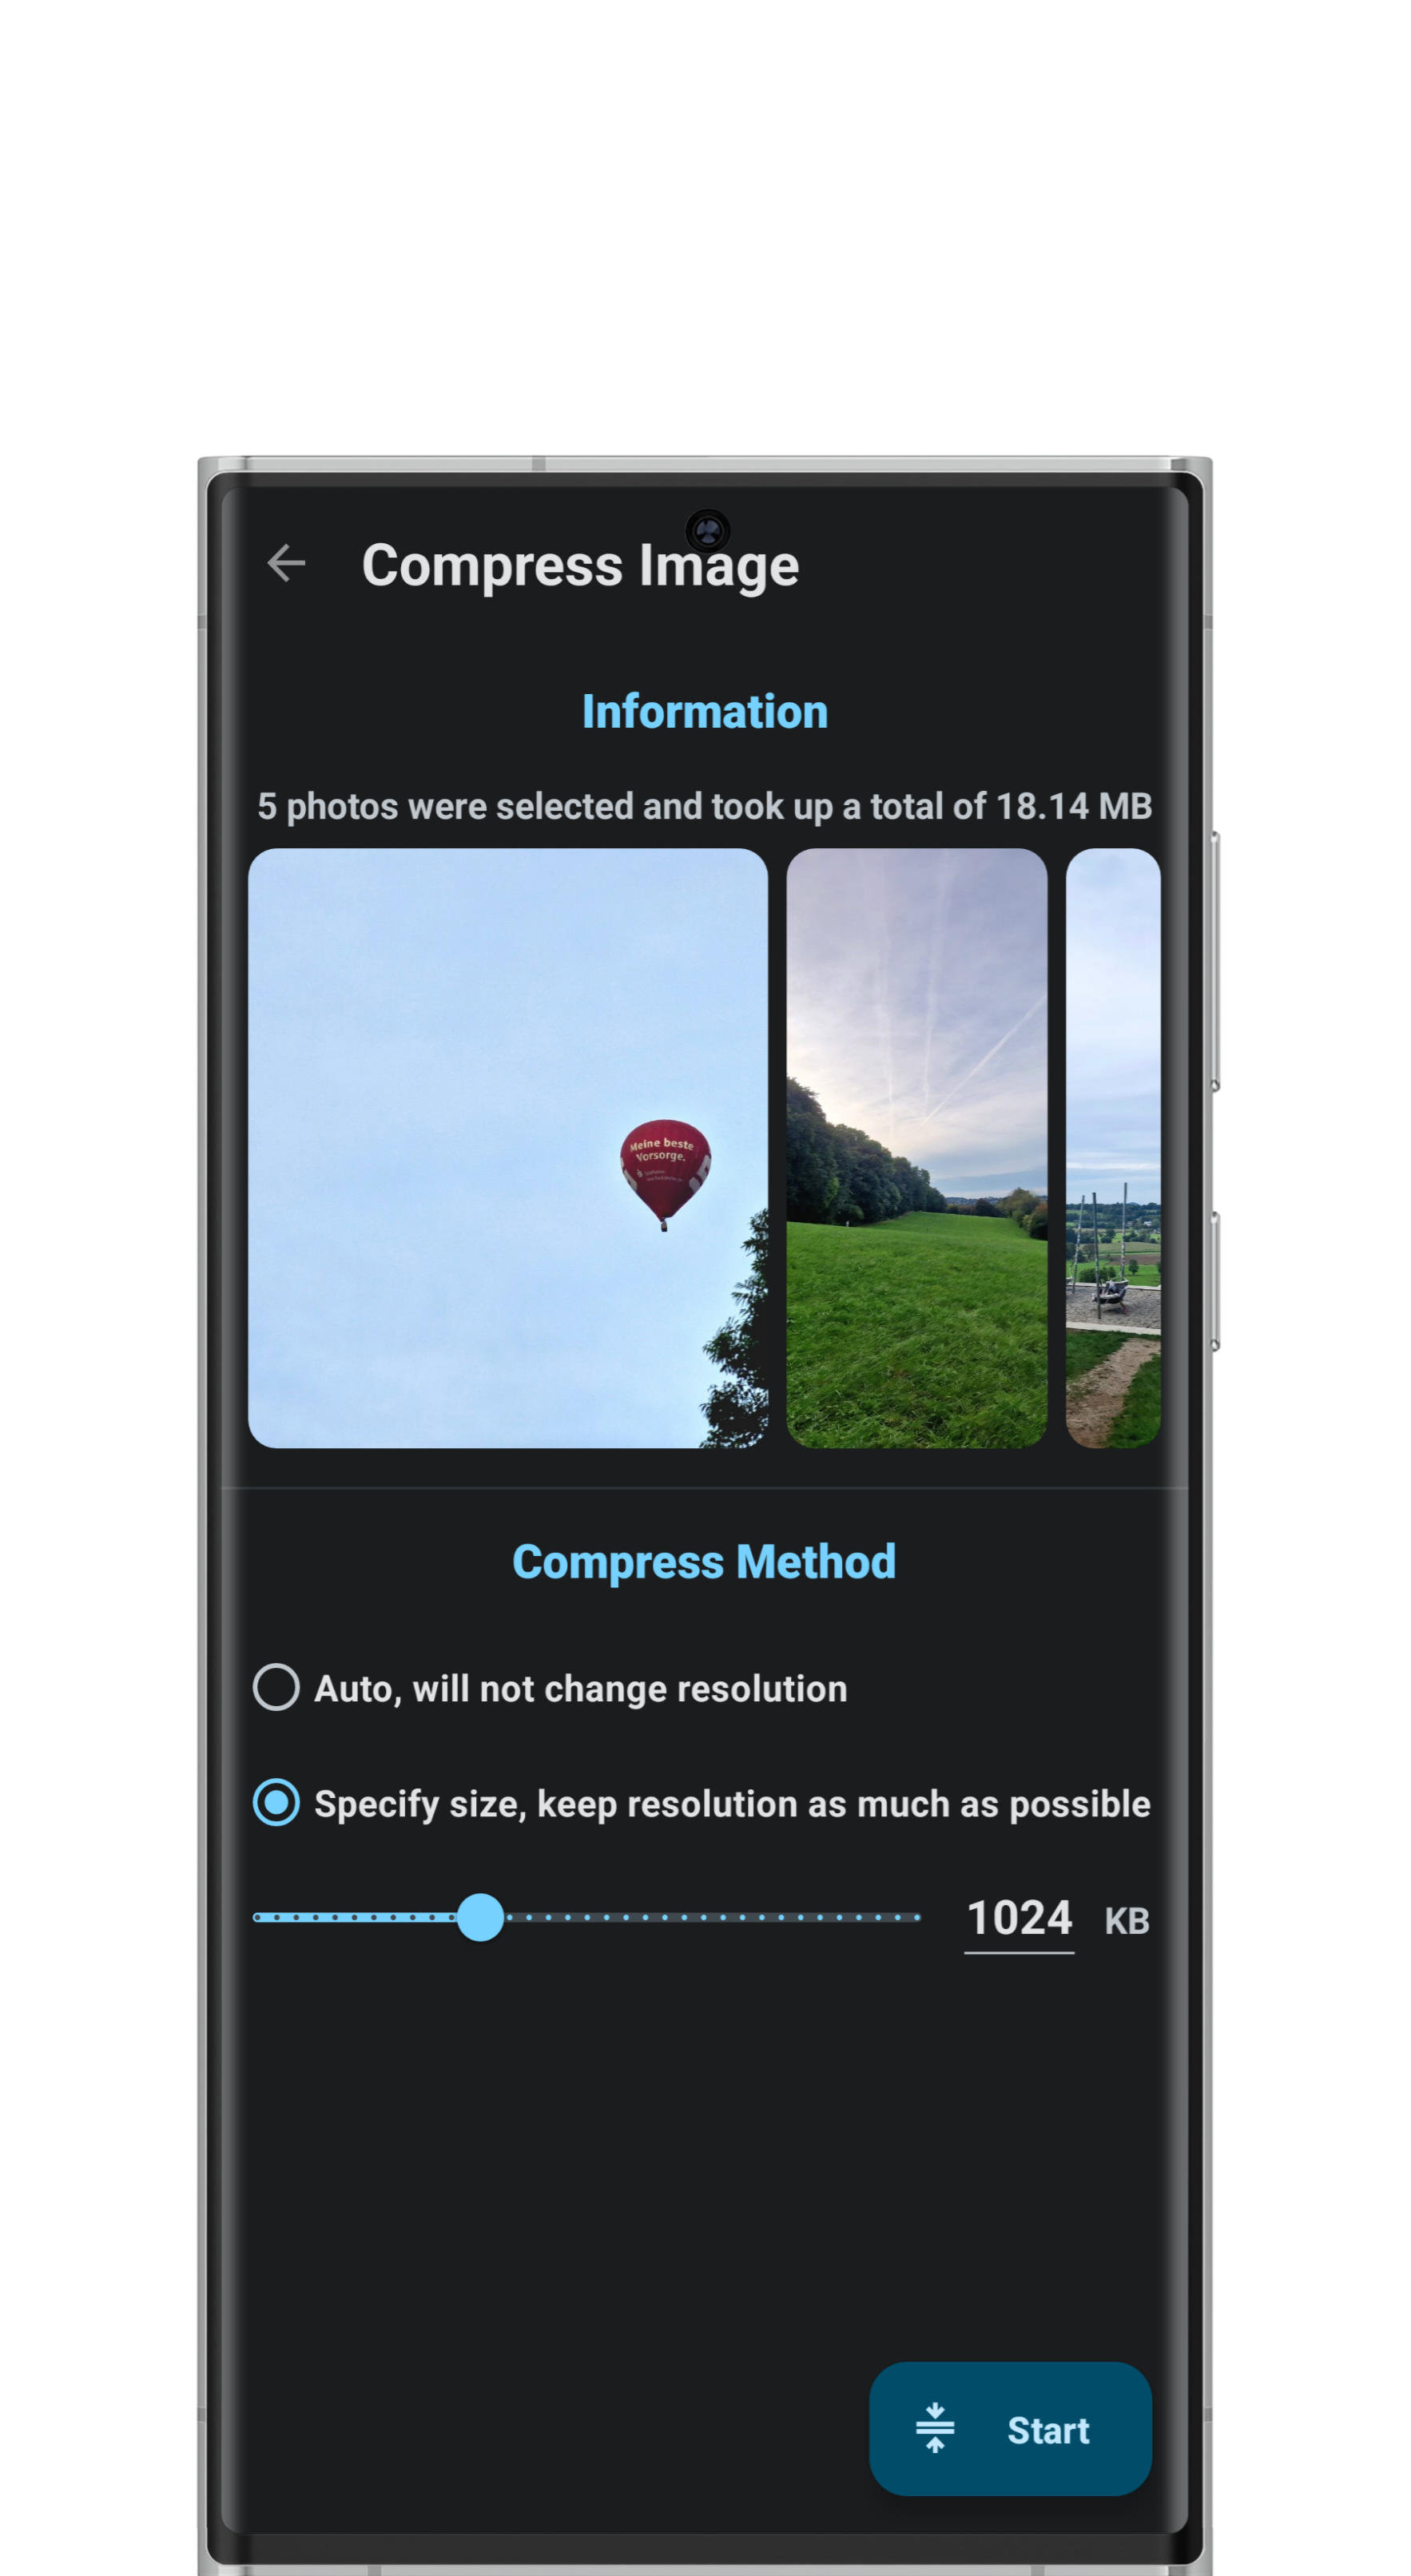 Compress Image
Information
5 photos were selected and took up a total of 18.14 MB
Meine beste
Vorsorge.
Compress Method
Auto, will not change resolution
Specify size, keep resolution as much as possible
1024 KB
Start